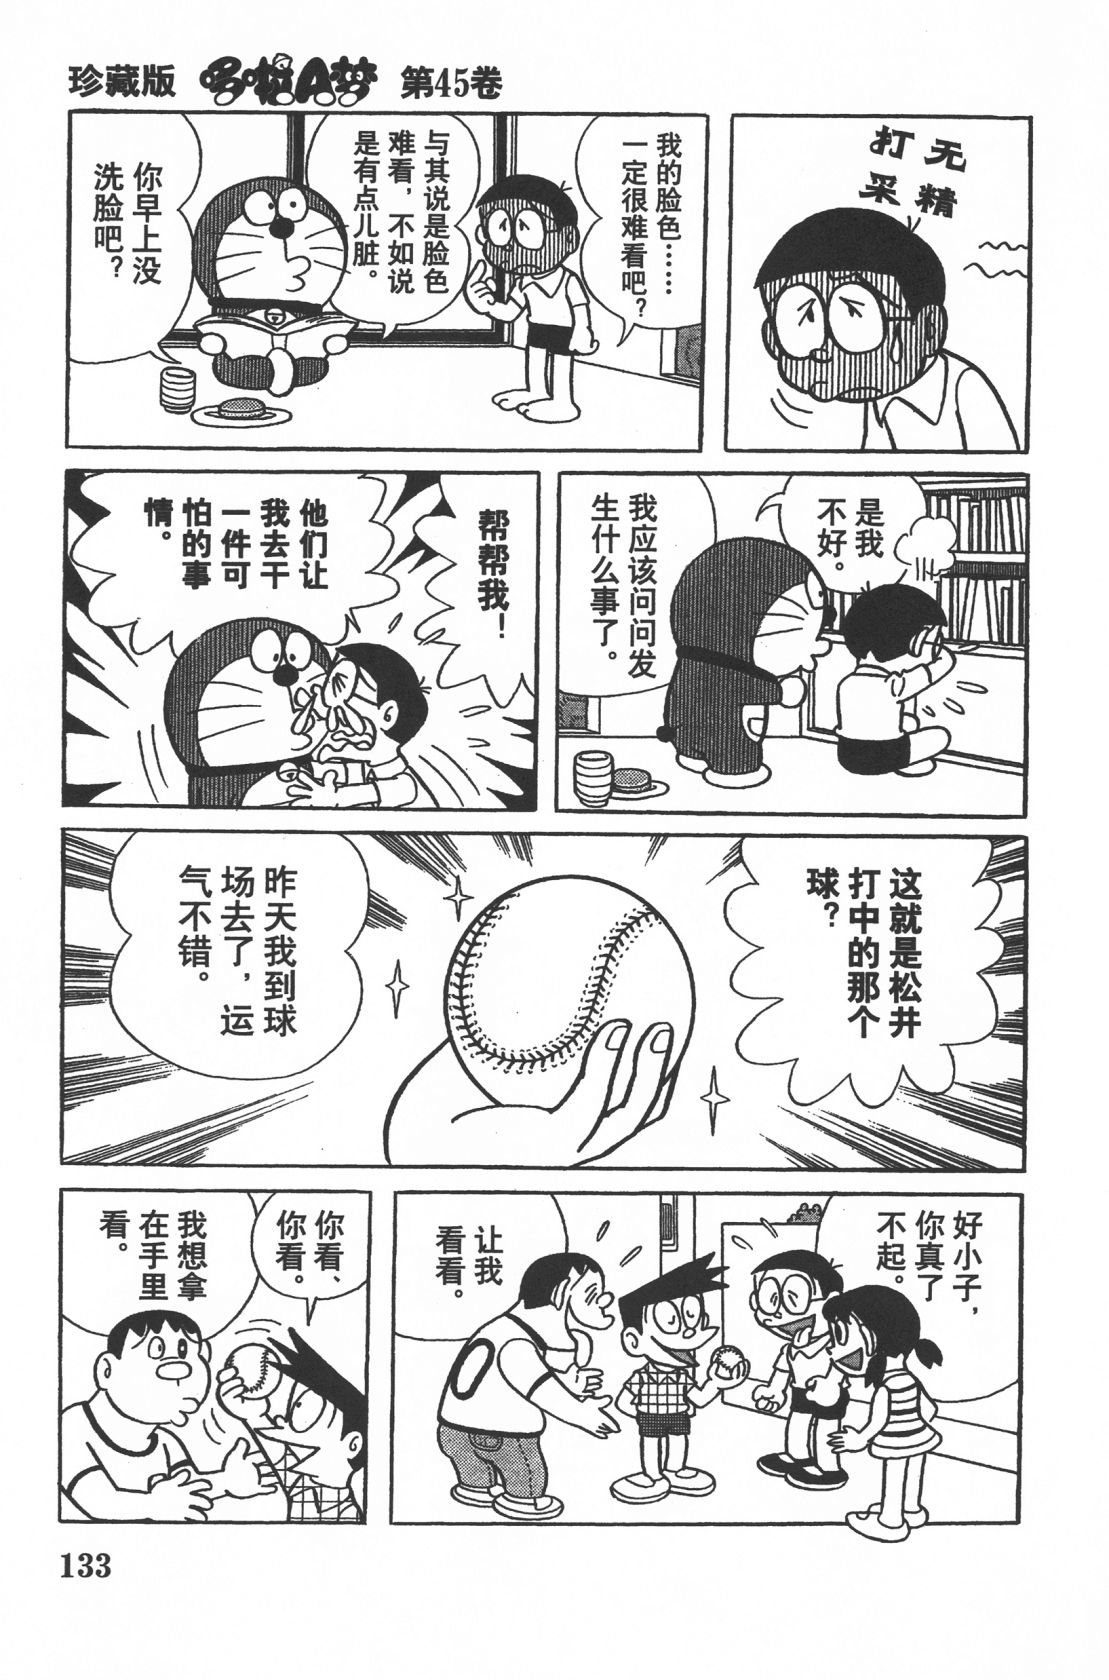 珍藏版 哆啦A梦 第45卷
无精
打采
我的脸色……
一定很难看吧？
与其说是脸色
难看，不如说
是有点儿脏。
你早上没
洗脸吧？
是我
不好。
我应该问问发
生什么事了。
帮帮我！
他们让
我去干
一件可
怕的事
情。
这就是松井
打中的那个
球？
昨天我到球
场去了，运
气不错。
好小子，
你真了
不起。
让我
看看。
你看、
你看。
我想拿
在手里
看。
133